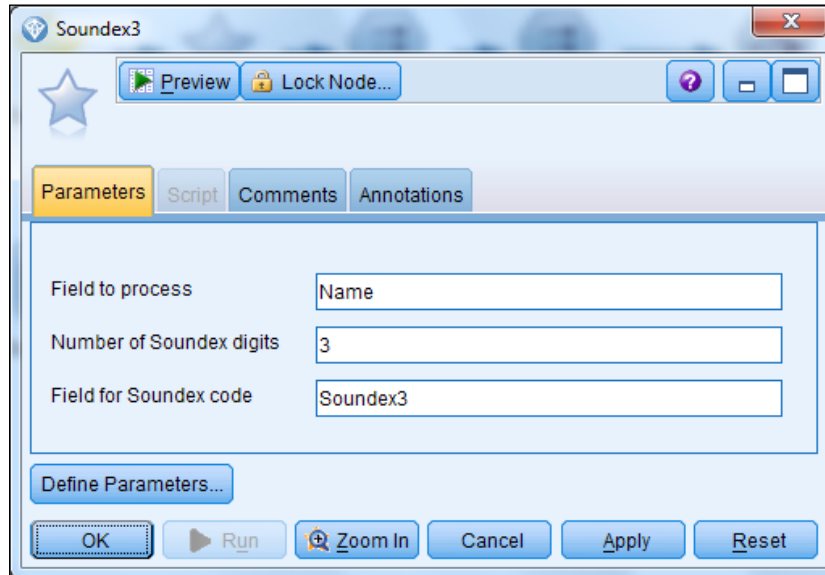 Soundex3
Preview Lock Node...
Parameters Script Comments Annotations
Field to process Name
Number of Soundex digits 3
Field for Soundex code Soundex3
Define Parameters...
OK Run Zoom In Cancel Apply Reset